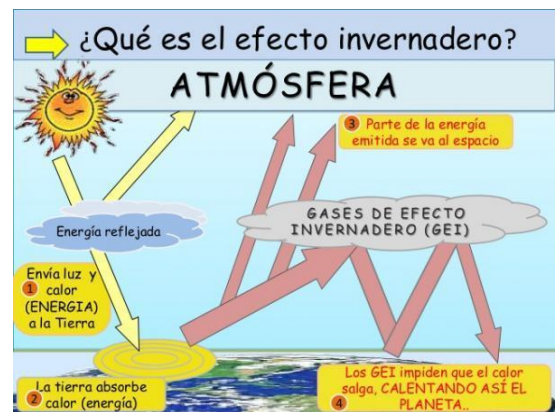 ¿Qué es el efecto invernadero?
ATMÓSFERA
3 Parte de la energía
emitida se va al espacio
Energía reflejada
GASES DE EFECTO
INVERNADERO (GEI)
Envía luz y
1 calor
(ENERGIA)
a la Tierra
La tierra absorbe
2 calor (energía)
Los GEI impiden que el calor
salga, CALENTANDO ASÍ EL
4 PLANETA..